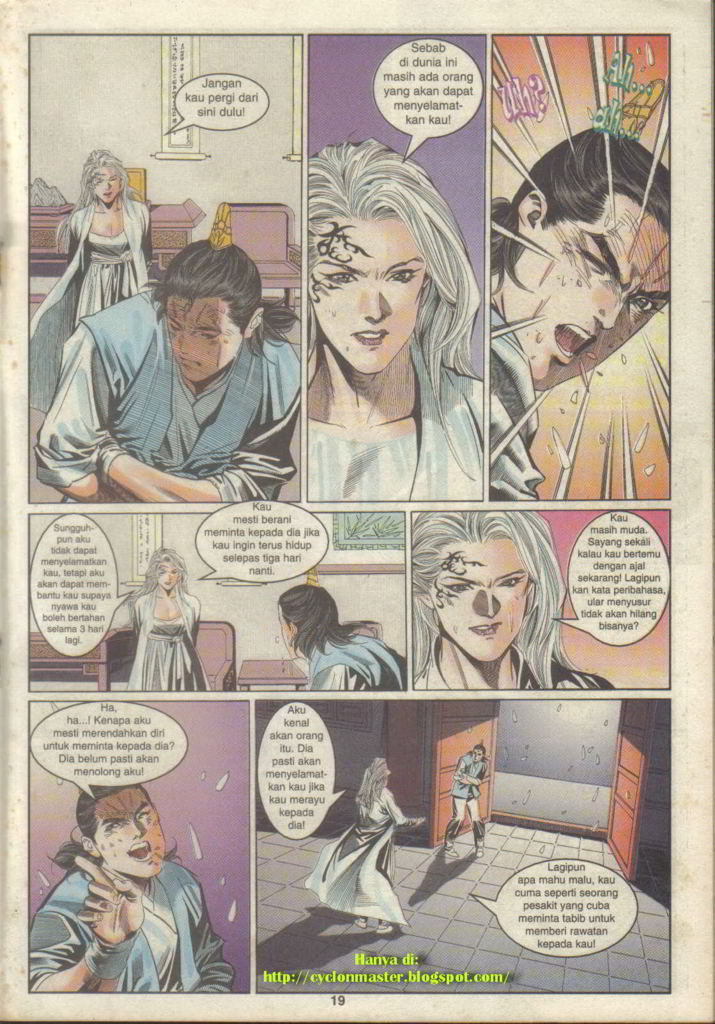 Jangan
kau pergi dari
sini dulu!
Sebab
di dunia ini
masih ada orang
yang akan dapat
menyelamat-
kan kau!
Uh?
Ah...
ah...!
Sungguh-
pun aku
tidak dapat
menyelamatkan
kau, tetapi aku
akan dapat mem-
bantu kau supaya
nyawa kau
boleh bertahan
selama 3 hari
lagi.
Kau
mesti berani
meminta kepada dia jika
kau ingin terus hidup
selepas tiga hari
nanti.
Kau
masih muda.
Sayang sekáli
kalau kau bertemu
dengan ajal
sekarang! Lagipun
kan kata peribahasa,
ular menyusur
tidak akan hilang
bisanya?
Ha,
ha...! Kenapa aku
mesti merendahkan diri
untuk meminta kepada dia?
Dia belum pasti akan
menolong aku!
Aku
kenal
akan orang
itu. Dia
pasti akan
menyelamat-
kan kau jika
kau merayu
kepada
dia!
Lagipun
apa mahu malu, kau
cuma seperti seorang
pesakit yang cuba
meminta tabib untuk
memberi rawatan
kepada kau!
Hanya di:
http://cyclonmaster.blogspot.com/
19